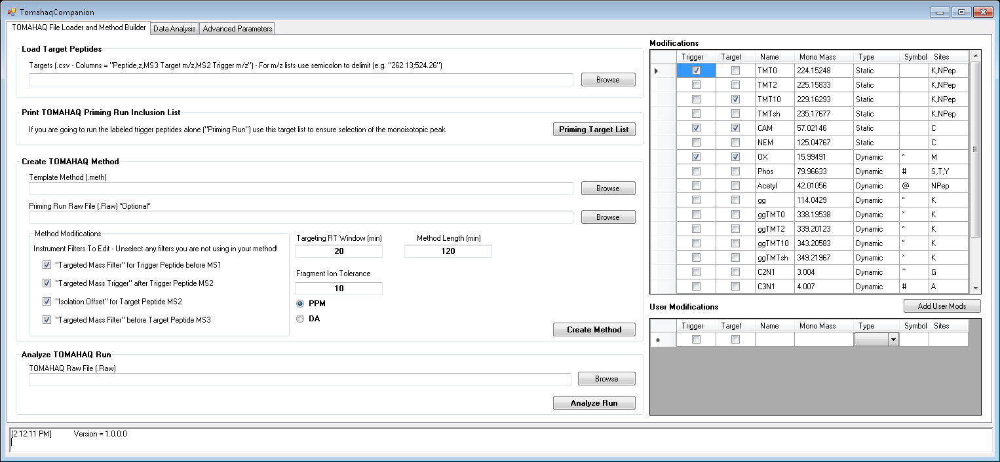 TomahaqCompanion
TOMAHAQ File Loader and Method Builder Data Analysis Advanced Parameters
Load Target Peptides
Targets (.csv - Columns = "Peptide,z,MS3 Target m/z,MS2 Trigger m/z") - For m/z lists use semicolon to delimit (e.g. "262.13;524.26")
Browse
Print TOMAHAQ Priming Run Inclusion List
If you are going to run the labeled trigger peptides alone ("Priming Run") use this target list to ensure selection of the monoisotopic peak
Priming Target List
Create TOMAHAQ Method
Template Method (.meth)
Browse
Priming Run Raw File (.Raw) *Optional*
Browse
Method Modifications
Instrument Filters To Edit - Unselect any filters you are not using in your method!
"Targeted Mass Filter" for Trigger Peptide before MS1
"Targeted Mass Trigger" after Trigger Peptide MS2
"Isolation Offset" for Target Peptide MS2
"Targeted Mass Filter" before Target Peptide MS3
Targeting RT Window (min) Method Length (min)
20 120
Fragment Ion Tolerance
10
PPM
DA
Create Method
Analyze TOMAHAQ Run
TOMAHAQ Raw File (.Raw)
Browse
Analyze Run
Modifications
Trigger Target Name Mono Mass Type Symbol Sites
TMT0 224.15248 Static K,NPep
TMT2 225.15833 Static K,NPep
TMT10 229.16293 Static K,NPep
TMTsh 235.17677 Static K,NPep
CAM 57.02146 Static C
NEM 125.04767 Static C
OX 15.99491 Dynamic * M
Phos 79.96633 Dynamic # S,T,Y
Acetyl 42.01056 Dynamic @ NPep
gg 114.0429 Dynamic * K
ggTMT0 338.19538 Dynamic * K
ggTMT2 339.20123 Dynamic * K
ggTMT10 343.20583 Dynamic * K
ggTMTsh 349.21967 Dynamic * K
C2N1 3.004 Dynamic ^ G
C3N1 4.007 Dynamic # A
User Modifications Add User Mods
Trigger Target Name Mono Mass Type Symbol Sites
[2:12:11 PM] Version = 1.0.0.0